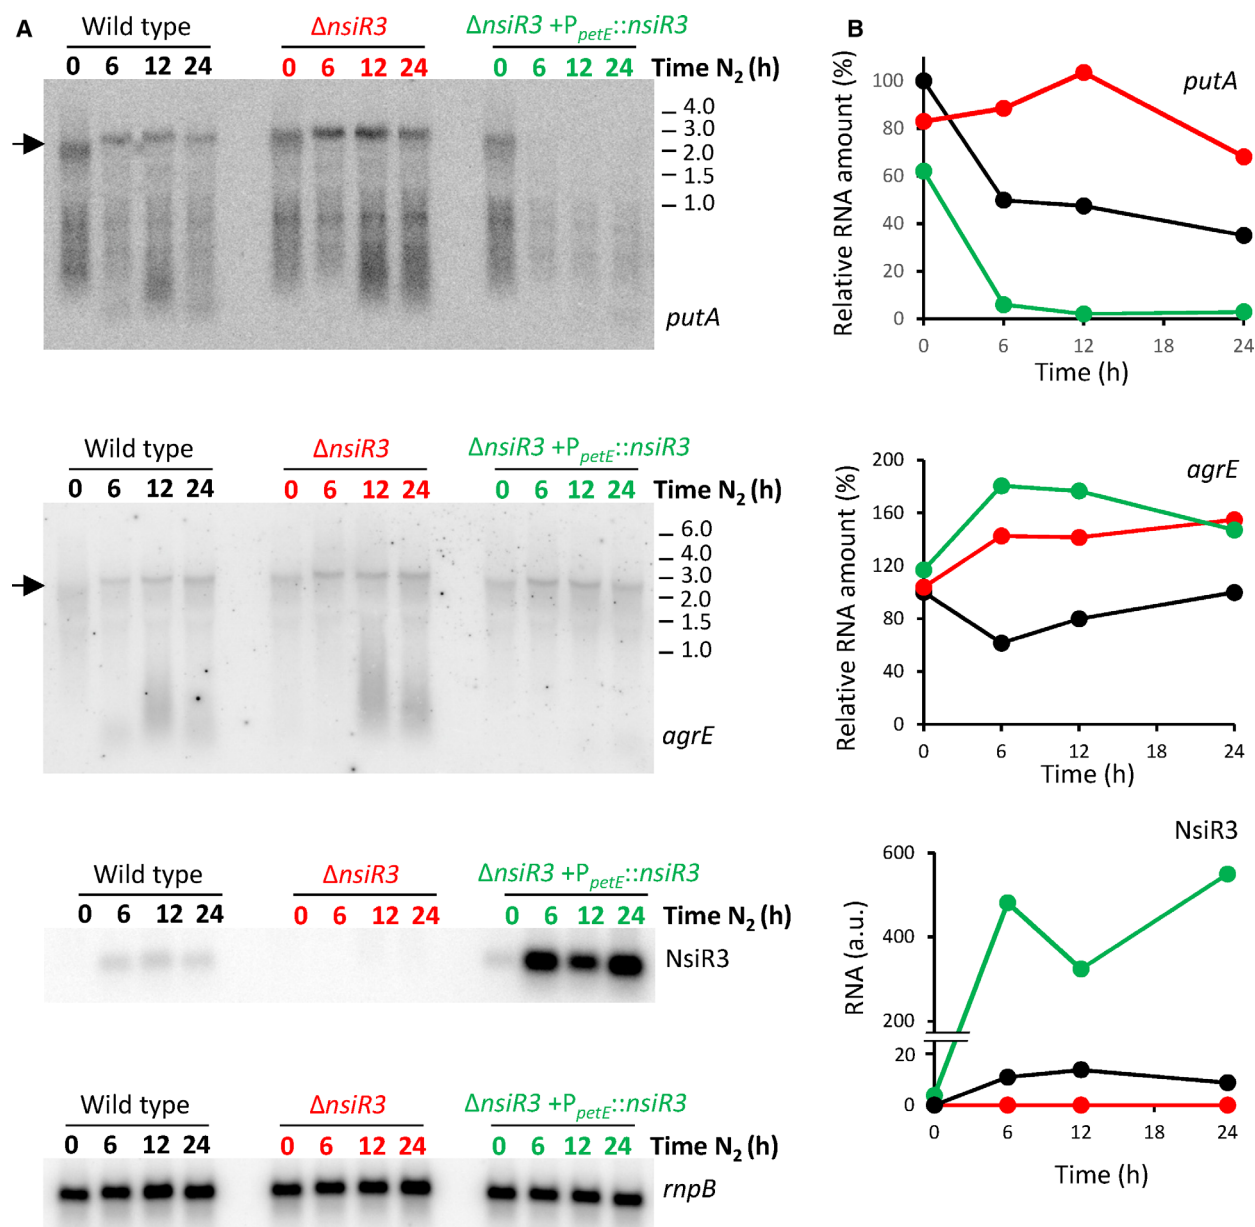 A
Wild type ΔnsiR3 ΔnsiR3 +PpetE::nsiR3
0 6 12 24 0 6 12 24 0 6 12 24 Time N2 (h)
4.0
3.0
2.0
1.5
1.0
putA
B
putA
Relative RNA amount (%)
100
80
60
40
20
0
0 6 12 18 24
Time (h)
Wild type ΔnsiR3 ΔnsiR3 +PpetE::nsiR3
0 6 12 24 0 6 12 24 0 6 12 24 Time N2 (h)
6.0
4.0
3.0
2.0
1.5
1.0
agrE
agrE
Relative RNA amount (%)
200
160
120
80
40
0
0 6 12 18 24
Time (h)
Wild type ΔnsiR3 ΔnsiR3 +PpetE::nsiR3
0 6 12 24 0 6 12 24 0 6 12 24 Time N2 (h)
NsiR3
NsiR3
RNA (a.u.)
600
400
200
20
0
0 6 12 18 24
Time (h)
Wild type ΔnsiR3 ΔnsiR3 +PpetE::nsiR3
0 6 12 24 0 6 12 24 0 6 12 24 Time N2 (h)
rnpB